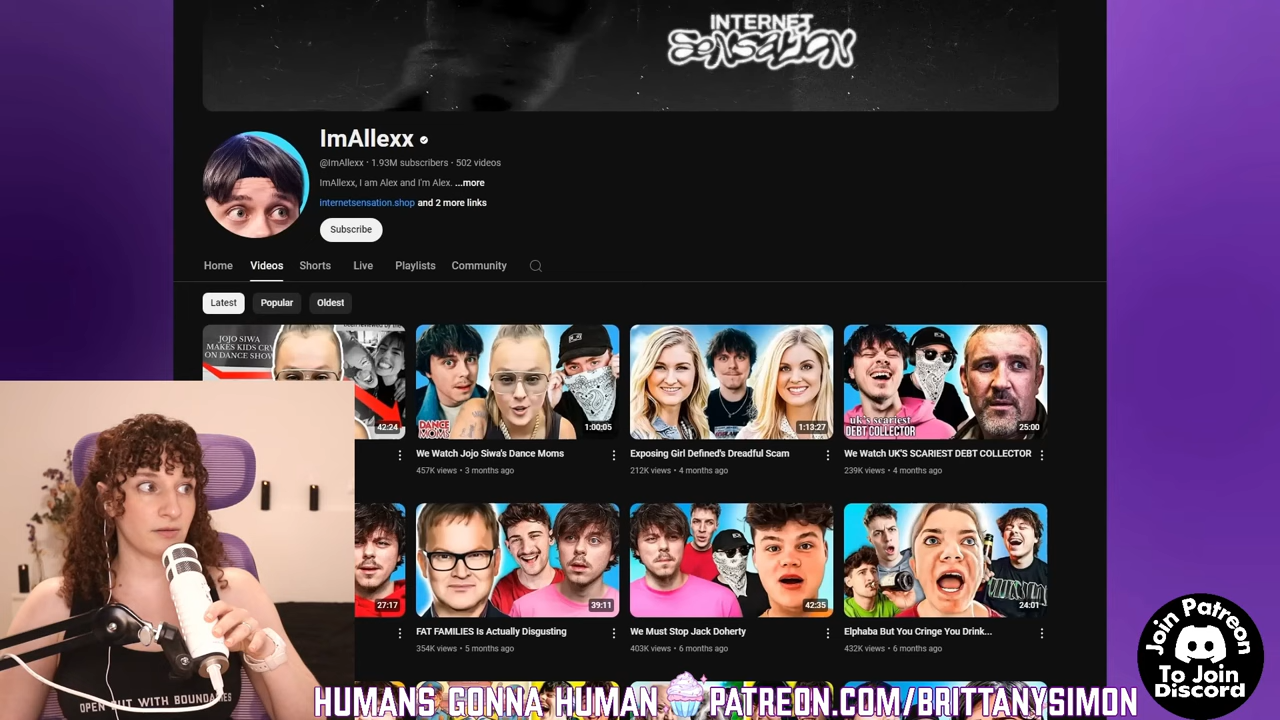 INTERNET
SENSATION
ImAllexx
@ImAllexx · 1.93M subscribers · 502 videos
ImAllexx, I am Alex and I'm Alex. ...more
internetsensation.shop and 2 more links
Subscribe
Home Videos Shorts Live Playlists Community
Latest Popular Oldest
JOJO SIWA
MAKES KIDS CRY
ON DANCE SHOW
42:24
DANCE
MOMS
1:00:05
1:13:27
uk's scariest
DEBT COLLECTOR
25:00
We Watch Jojo Siwa's Dance Moms
457K views · 3 months ago
Exposing Girl Defined's Dreadful Scam
212K views · 4 months ago
We Watch UK'S SCARIEST DEBT COLLECTOR
239K views · 4 months ago
27:17
39:11
42:35
24:01
FAT FAMILIES Is Actually Disgusting
354K views · 5 months ago
We Must Stop Jack Doherty
403K views · 6 months ago
Elphaba But You Cringe You Drink...
432K views · 6 months ago
OPEN BUT WITH BOUNDARIES
HUMANS GONNA HUMAN PATREON.COM/BRITTANYSIMON
Join Patreon
To Join
Discord